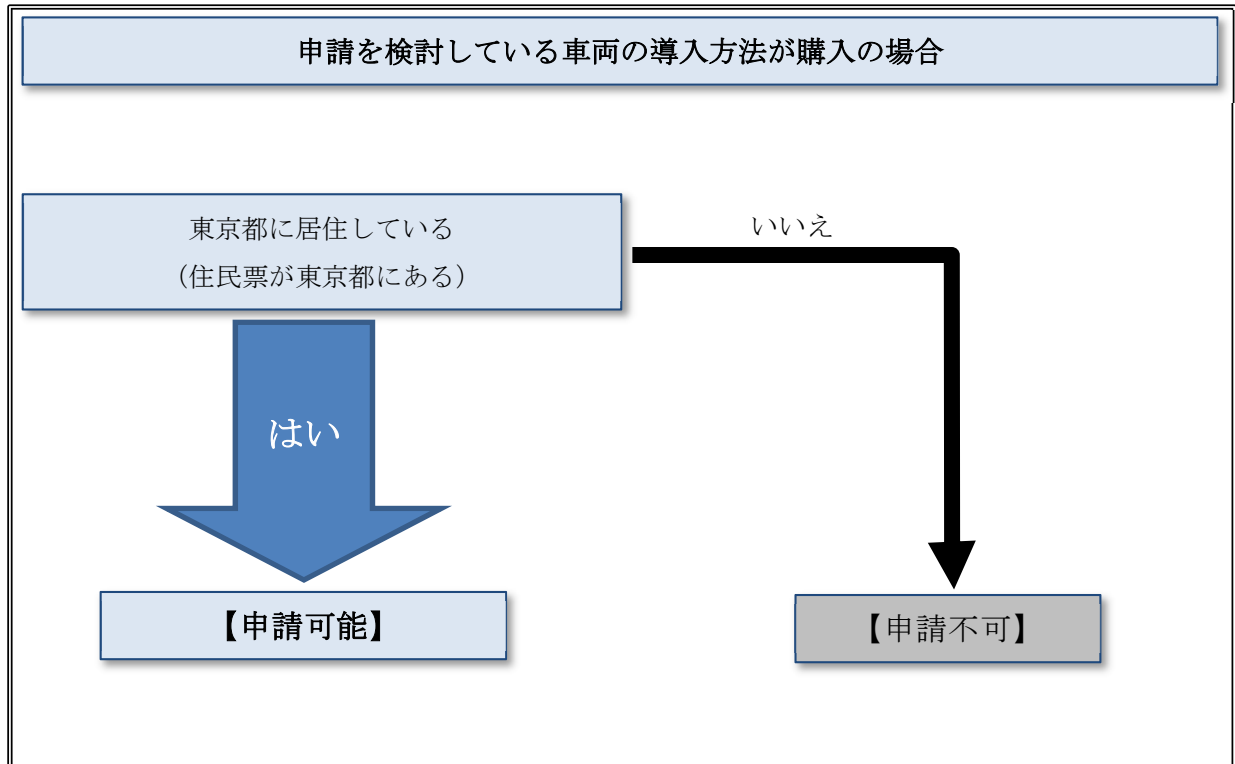 申請を検討している車両の導入方法が購入の場合
東京都に居住している
（住民票が東京都にある）
いいえ
はい
【申請可能】
【申請不可】